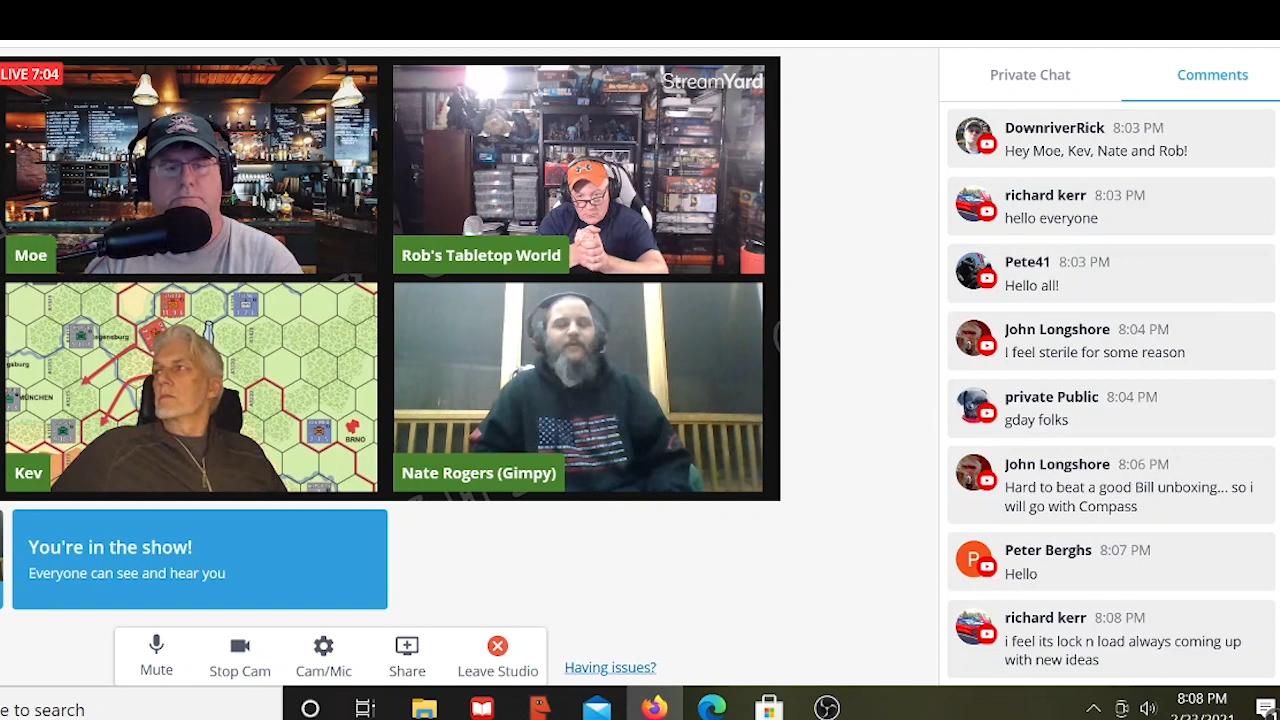 LIVE 7:04
StreamYard
Moe
Rob's Tabletop World
MÜNCHEN
BRNO
Kev
Nate Rogers (Gimpy)
You're in the show!
Everyone can see and hear you
Mute
Stop Cam
Cam/Mic
Share
Leave Studio
Having issues?
Private Chat
Comments
DownriverRick 8:03 PM
Hey Moe, Kev, Nate and Rob!
richard kerr 8:03 PM
hello everyone
Pete41 8:03 PM
Hello all!
John Longshore 8:04 PM
I feel sterile for some reason
private Public 8:04 PM
gday folks
John Longshore 8:06 PM
Hard to beat a good Bill unboxing... so i
will go with Compass
P
Peter Berghs 8:07 PM
Hello
richard kerr 8:08 PM
i feel its lock n load always coming up
with new ideas
e to search
8:08 PM